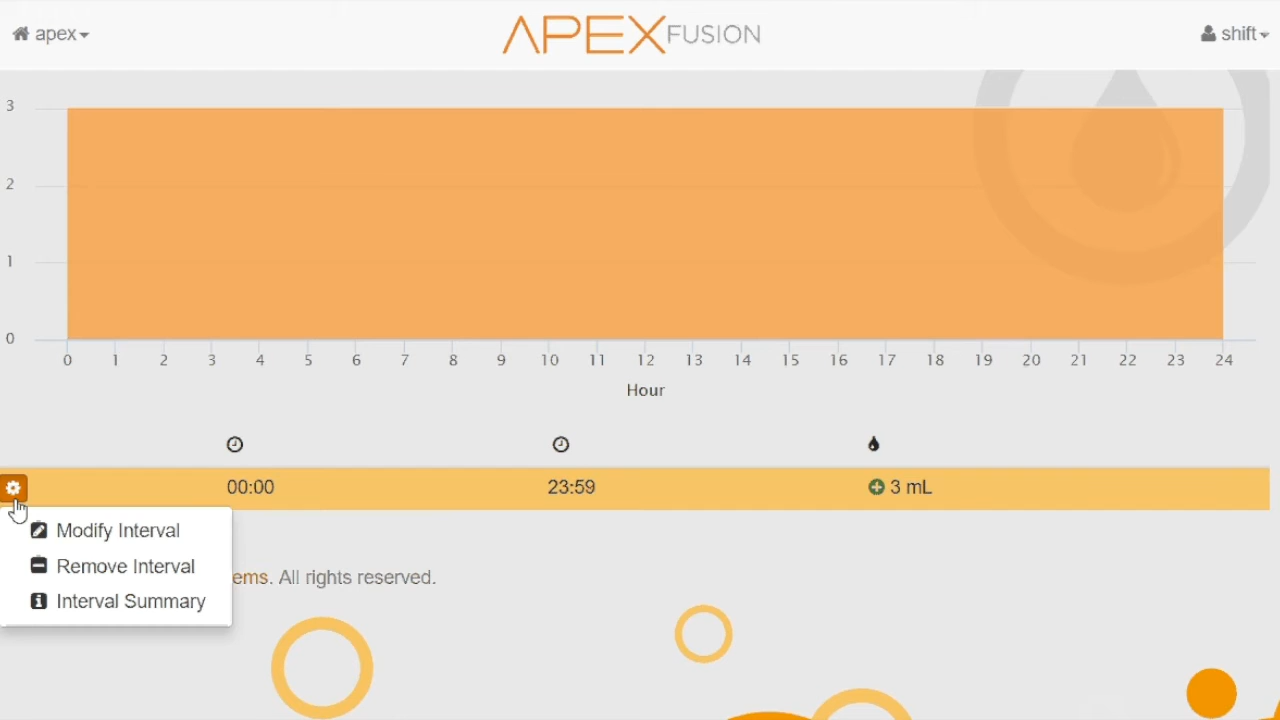 apex
APEX FUSION
shift
3
2
1
0
0 1 2 3 4 5 6 7 8 9 10 11 12 13 14 15 16 17 18 19 20 21 22 23 24
Hour
00:00 23:59 3 mL
Modify Interval
Remove Interval
ems. All rights reserved.
Interval Summary